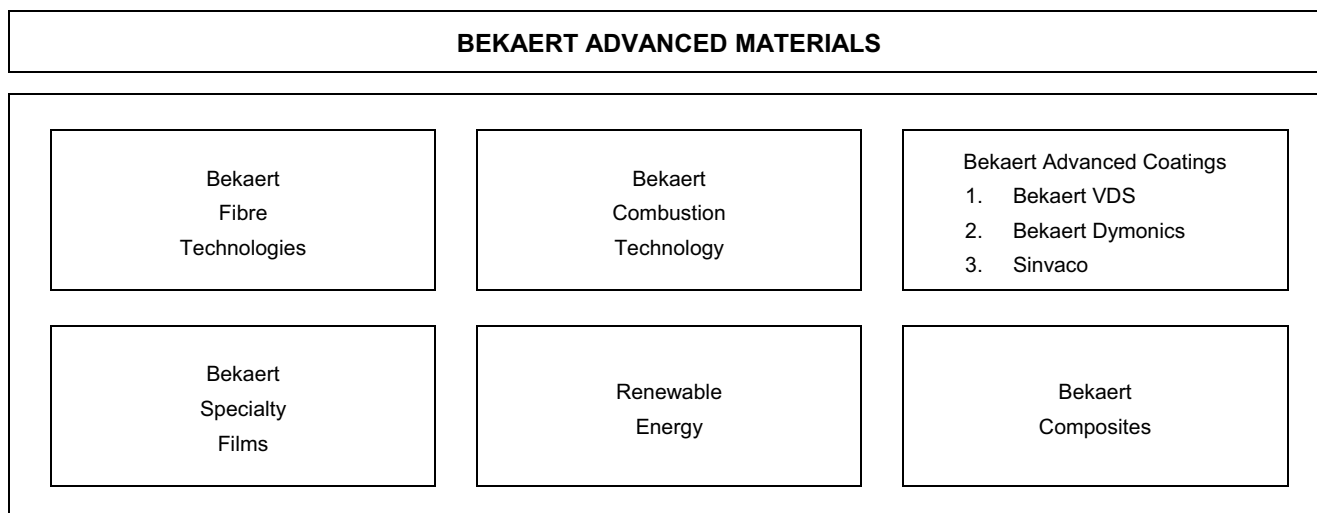 BEKAERT ADVANCED MATERIALS
Bekaert
Fibre
Technologies
Bekaert
Combustion
Technology
Bekaert Advanced Coatings
1. Bekaert VDS
2. Bekaert Dymonics
3. Sinvaco
Bekaert
Specialty
Films
Renewable
Energy
Bekaert
Composites